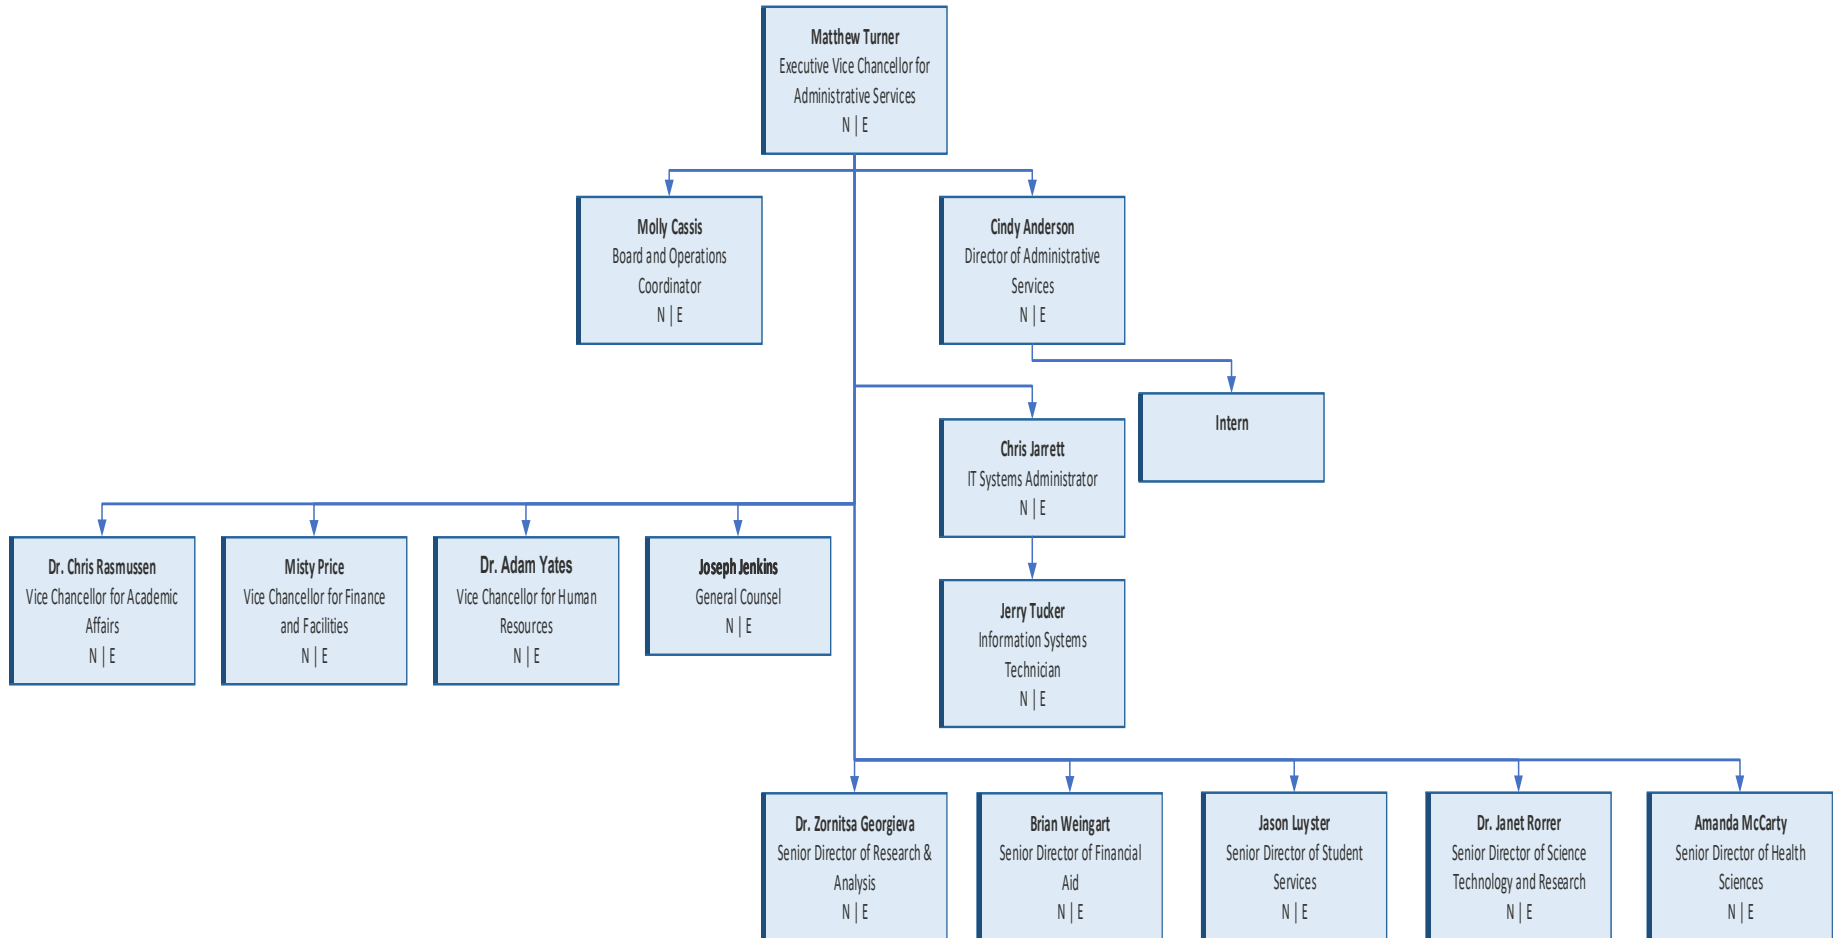 Matthew Turner
Executive Vice Chancellor for
Administrative Services
N | E
Molly Cassis
Board and Operations
Coordinator
N | E
Cindy Anderson
Director of Administrative
Services
N | E
Intern
Chris Jarrett
IT Systems Administrator
N | E
Dr. Chris Rasmussen
Vice Chancellor for Academic
Affairs
N | E
Misty Price
Vice Chancellor for Finance
and Facilities
N | E
Dr. Adam Yates
Vice Chancellor for Human
Resources
N | E
Joseph Jenkins
General Counsel
N | E
Jerry Tucker
Information Systems
Technician
N | E
Dr. Zornitsa Georgieva
Senior Director of Research &
Analysis
N | E
Brian Weingart
Senior Director of Financial
Aid
N | E
Jason Luyster
Senior Director of Student
Services
N | E
Dr. Janet Rorrer
Senior Director of Science
Technology and Research
N | E
Amanda McCarty
Senior Director of Health
Sciences
N | E